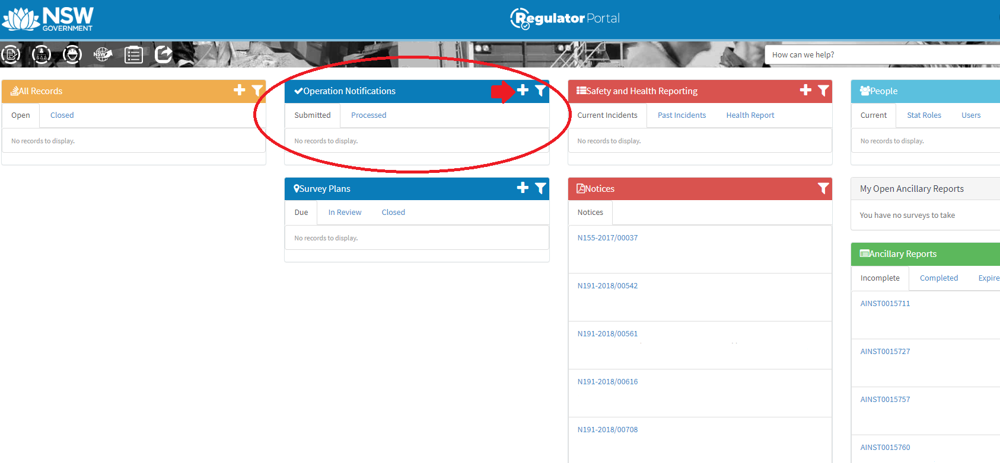 NSW
GOVERNMENT
Regulator Portal
NSW
How can we help?
All Records
Open Closed
No records to display.
Operation Notifications
Submitted Processed
No records to display.
Survey Plans
Due In Review Closed
No records to display.
Safety and Health Reporting
Current Incidents Past Incidents Health Report
No records to display.
Notices
Notices
N155-2017/00037
N191-2018/00542
N191-2018/00561
N191-2018/00616
N191-2018/00708
People
Current Stat Roles Users
No records to display.
My Open Ancillary Reports
You have no surveys to take
Ancillary Reports
Incomplete Completed Expire
AINST0015711
AINST0015727
AINST0015757
AINST0015760